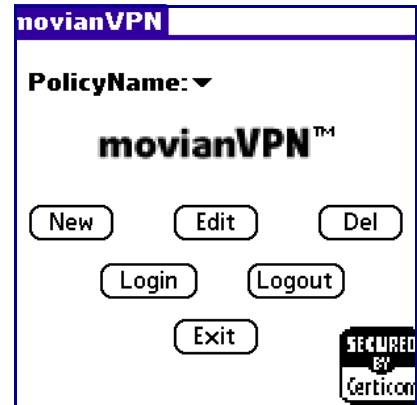 movianVPN
PolicyName:
movianVPN™
New Edit Del
Login Logout
Exit
SECURED
BY
Certicom